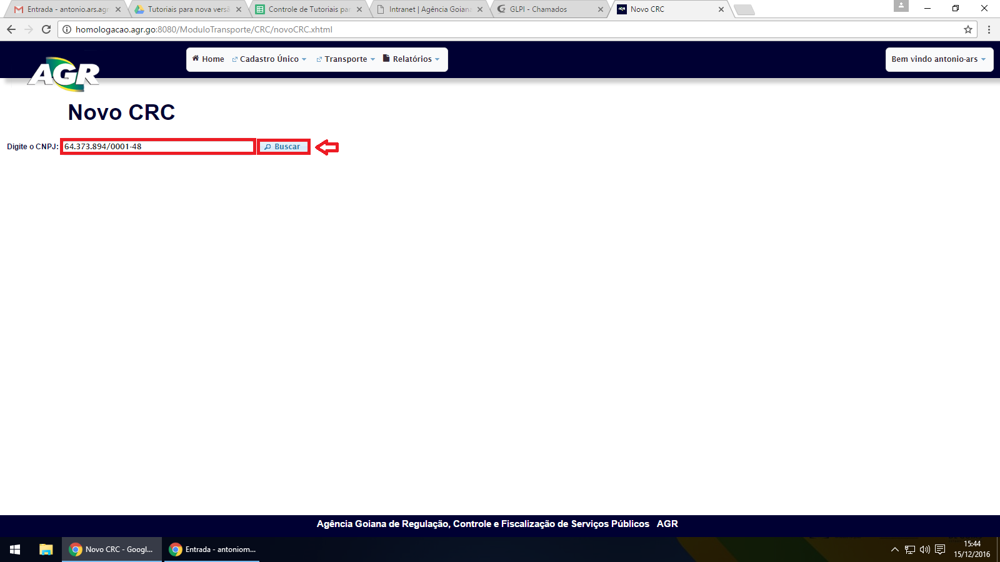 Entrada - antonio.ars.agr
Tutoriais para nova versã
Controle de Tutoriais pa
Intranet | Agência Goian
GLPI - Chamados
Novo CRC
homologacao.agr.go:8080/ModuloTransporte/CRC/novoCRC.xhtml
AGR
Home
Cadastro Único
Transporte
Relatórios
Bem vindo antonio-ars
Novo CRC
Digite o CNPJ: 64.373.894/0001-48 Buscar
Agência Goiana de Regulação, Controle e Fiscalização de Serviços Públicos AGR
Novo CRC - Googl...
Entrada - antoniom...
15:44
15/12/2016